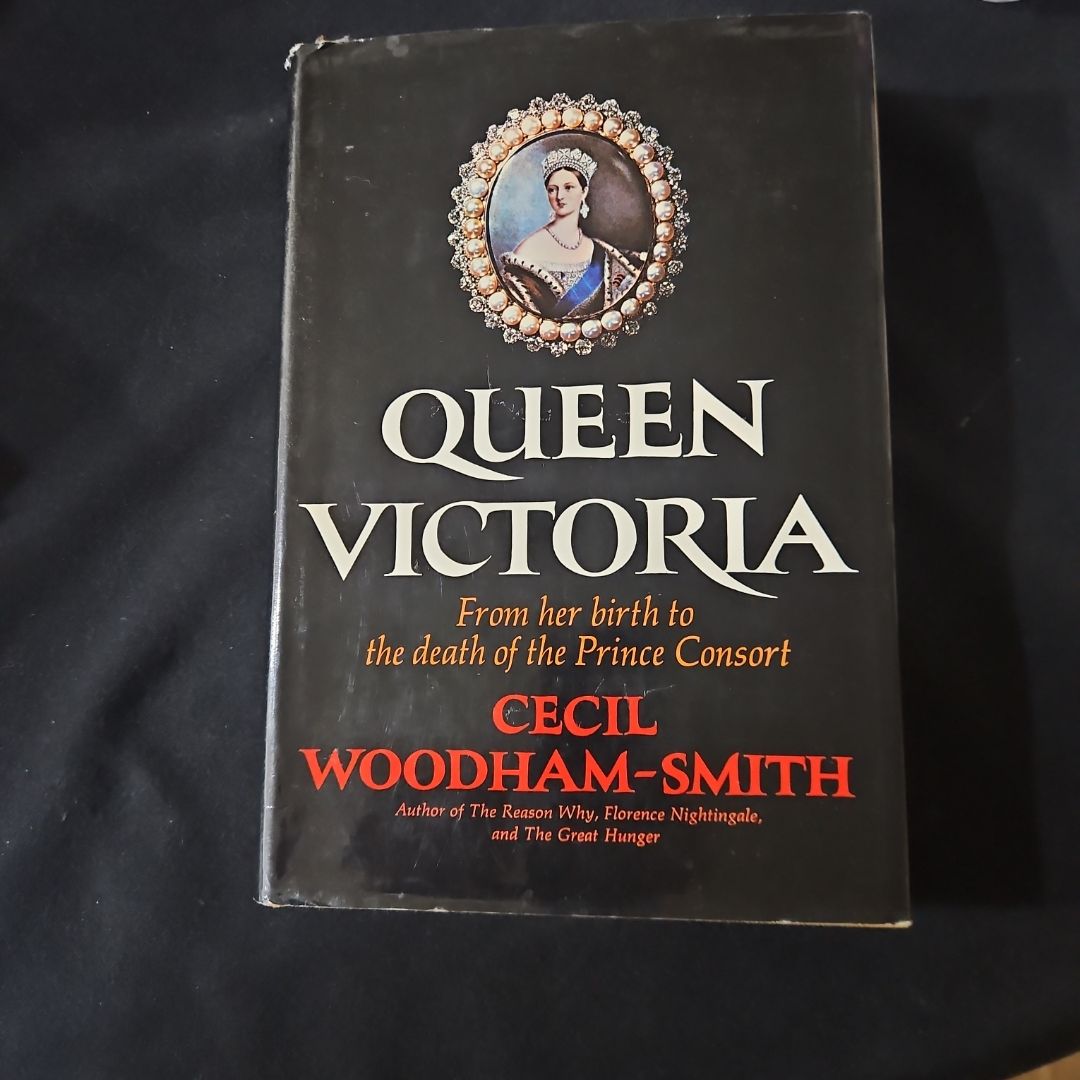 QUEEN
VICTORIA
From her birth to
the death of the Prince Consort
CECIL
WOODHAM-SMITH
Author of The Reason Why, Florence Nightingale,
and The Great Hunger